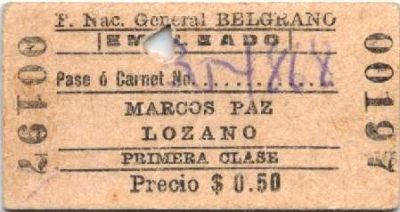 F. Nac. General BELGRANO
EMPLEADO
Pase ó Carnet No.
MARCOS PAZ
LOZANO
PRIMERA CLASE
Precio $ 0.50
00197
00197